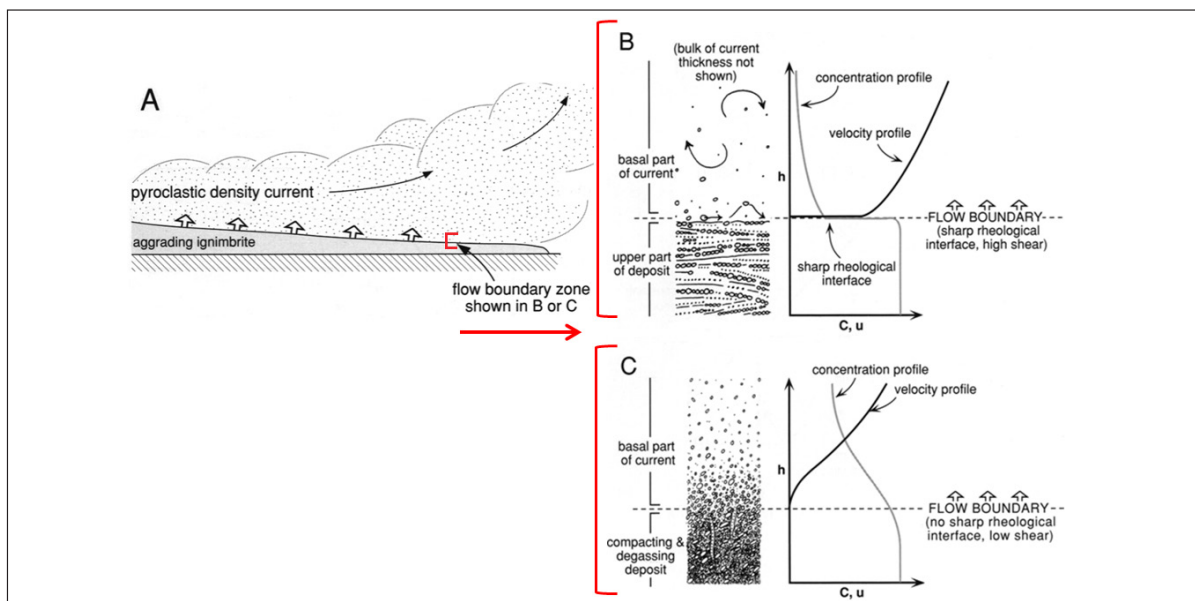 A
pyroclastic density current
aggrading ignimbrite
flow boundary zone
shown in B or C
B
(bulk of current
thickness not
shown)
basal part
of current*
upper part
of deposit
h
concentration profile
velocity profile
FLOW BOUNDARY
(sharp rheological
interface, high shear)
sharp rheological
interface
C, u
C
basal part
of current
compacting &
degassing
deposit
h
concentration profile
velocity profile
FLOW BOUNDARY
(no sharp rheological
interface, low shear)
C, u